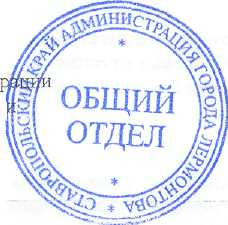 СТАВРОПОЛЬСКИЙ КРАЙ АДМИНИСТРАЦИЯ ГОРОДА ЛЕРМОНТОВА
ОБЩИЙ
ОТДЕЛ